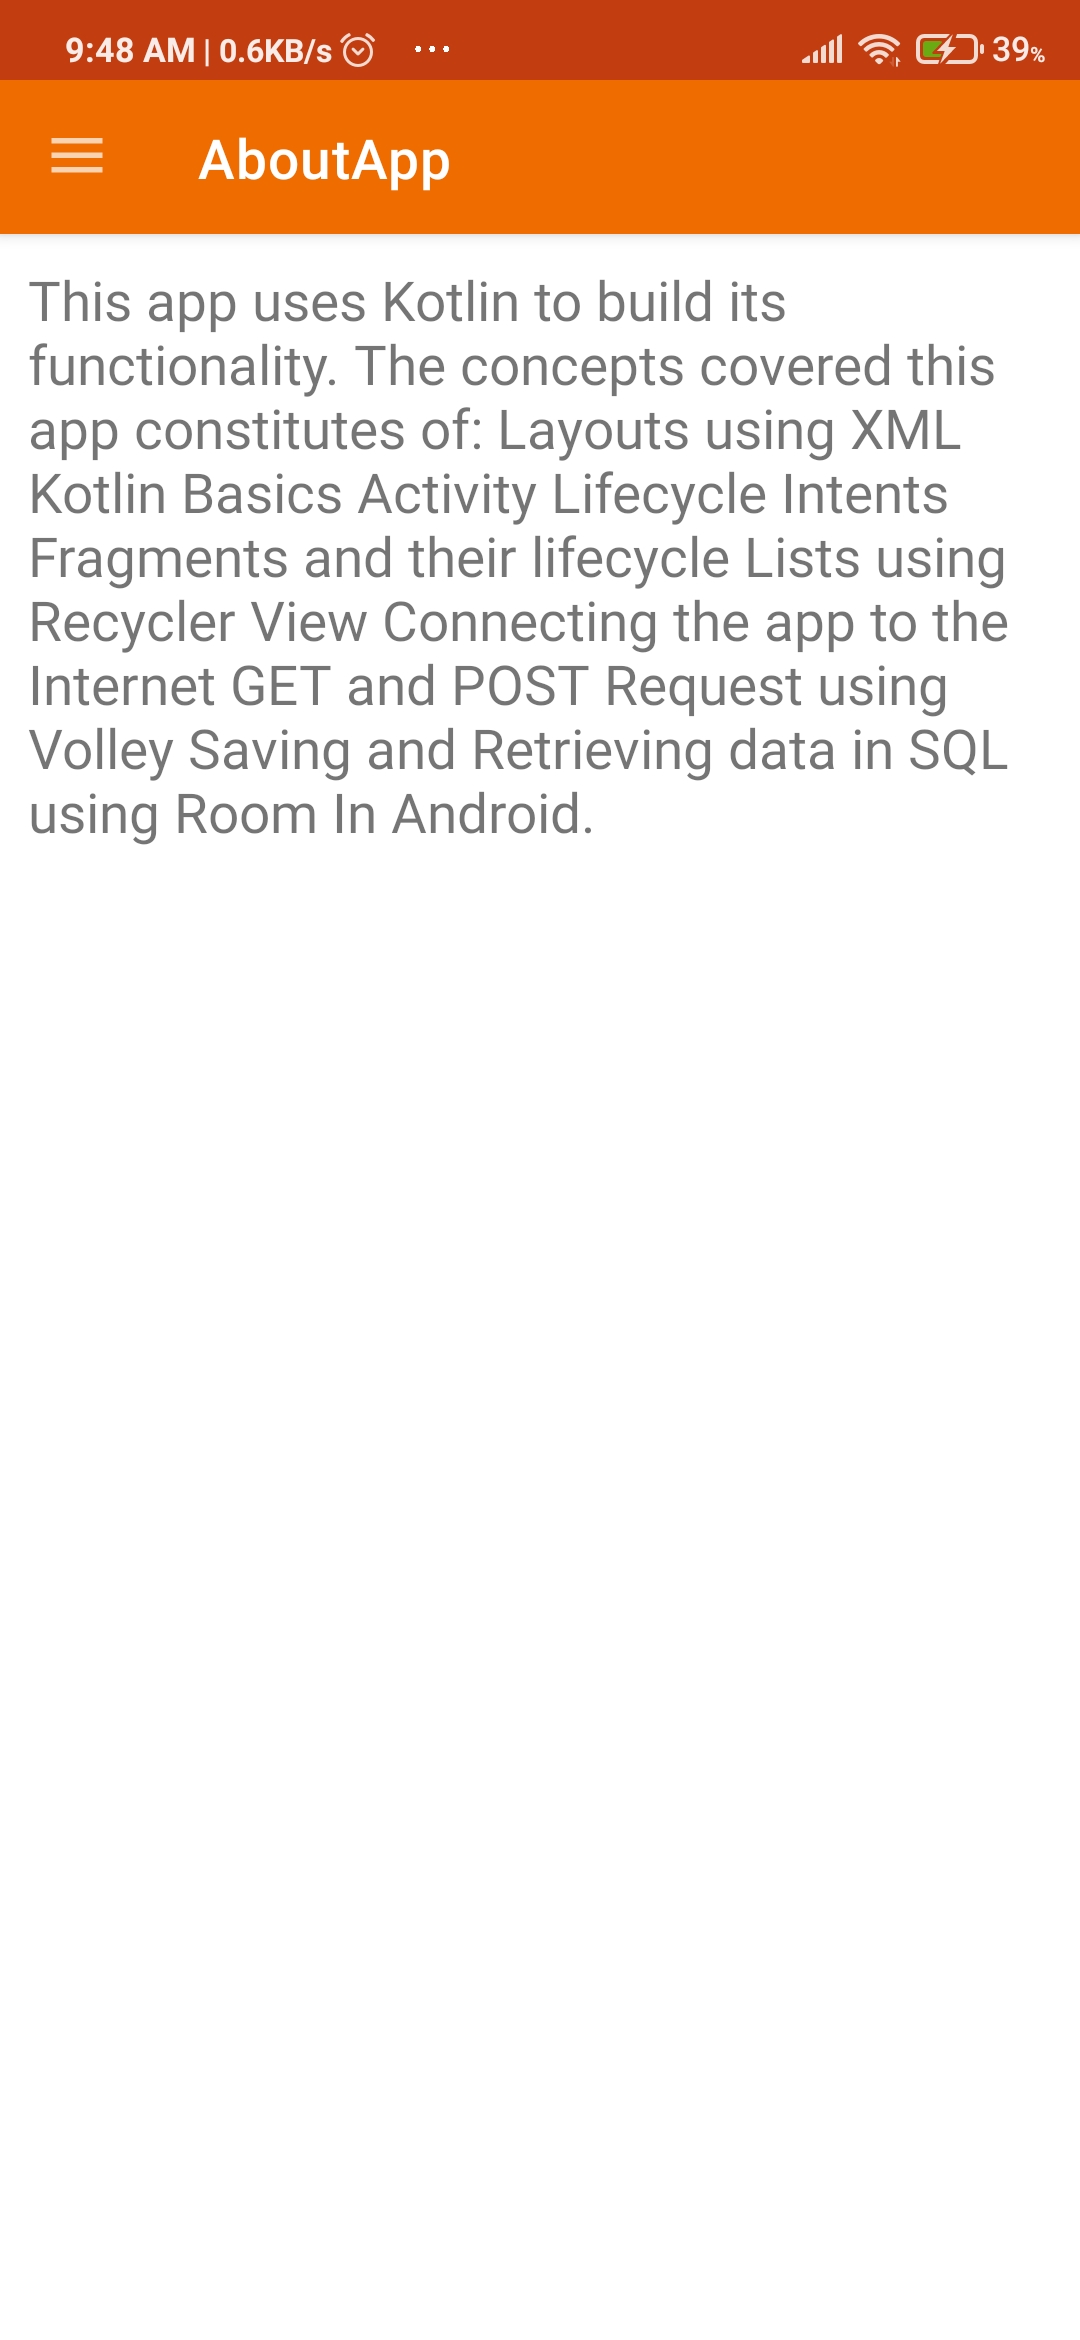 9:48 AM | 0.6KB/s ... 39%
AboutApp
This app uses Kotlin to build its
functionality. The concepts covered this
app constitutes of: Layouts using XML
Kotlin Basics Activity Lifecycle Intents
Fragments and their lifecycle Lists using
Recycler View Connecting the app to the
Internet GET and POST Request using
Volley Saving and Retrieving data in SQL
using Room In Android.